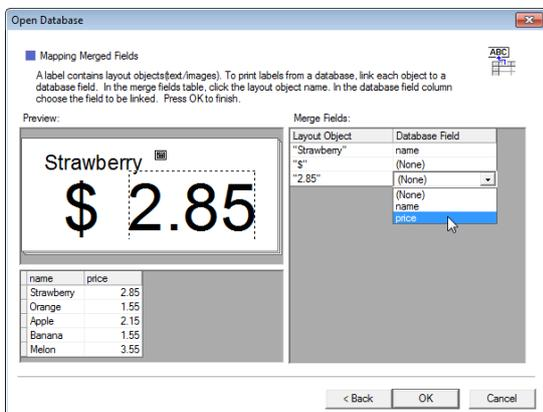 Open Database
Mapping Merged Fields
ABC
A label contains layout objects(text/images). To print labels from a database, link each object to a
database field. In the merge fields table, click the layout object name. In the database field column
choose the field to be linked. Press OK to finish.
Preview:
Merge Fields:
Strawberry
$ 2.85
Layout Object Database Field
"Strawberry" name
"$" (None)
"2.85" (None)
(None)
name
price
name price
Strawberry 2.85
Orange 1.55
Apple 2.15
Banana 1.55
Melon 3.55
< Back OK Cancel